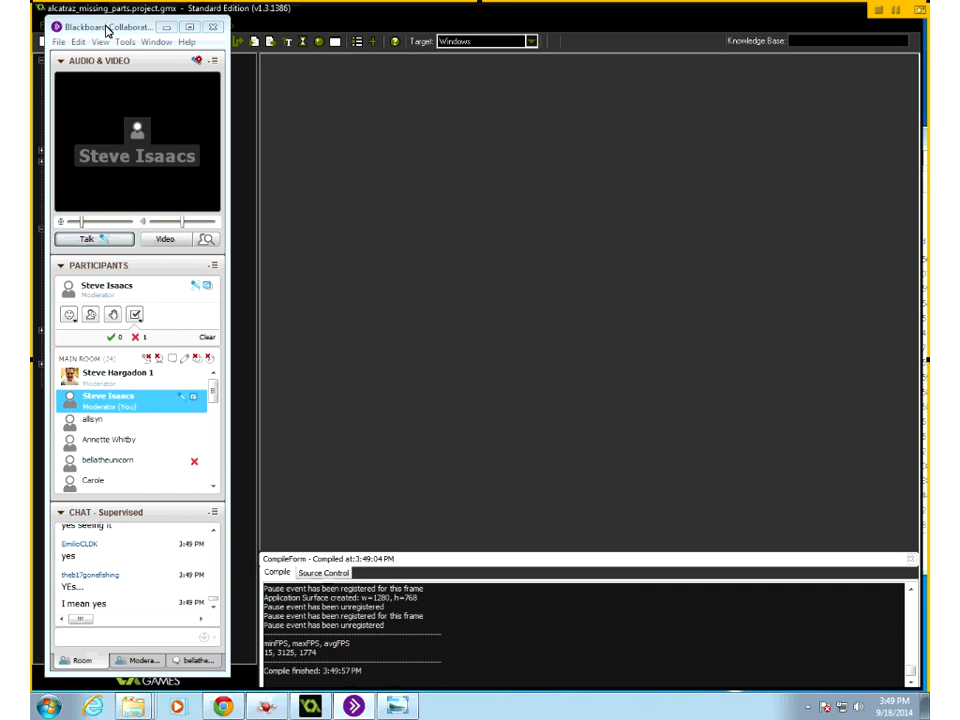 alcatraz_missing_parts.project.gmx - Standard Edition (v1.3.1386)
Blackboard Collaborat...
File Edit View Tools Window Help
Target: Windows
Knowledge Base:
AUDIO & VIDEO
Steve Isaacs
Talk
Video
PARTICIPANTS
Steve Isaacs
Moderator
0 1 Clear
MAIN ROOM (24)
Steve Hargadon 1
Moderator
Steve Isaacs
Moderator (You)
allisyn
Annette Whitby
bellatheunicorn
Carole
CHAT - Supervised
yes seeing it
EmilioCLDK 3:49 PM
yes
theb17gonefishing 3:49 PM
YEs...
I mean yes 3:49 PM
Room
Modera...
bellathe...
GAMES
CompileForm - Compiled at:3:49:04 PM
Compile Source Control
Pause event has been registered for this frame
Application Surface created: w=1280, h=768
Pause event has been unregistered
Pause event has been registered for this frame
Pause event has been unregistered
minFPS, maxFPS, avgFPS
15, 3125, 1774
Compile finished: 3:49:57 PM
3:49 PM
9/18/2014